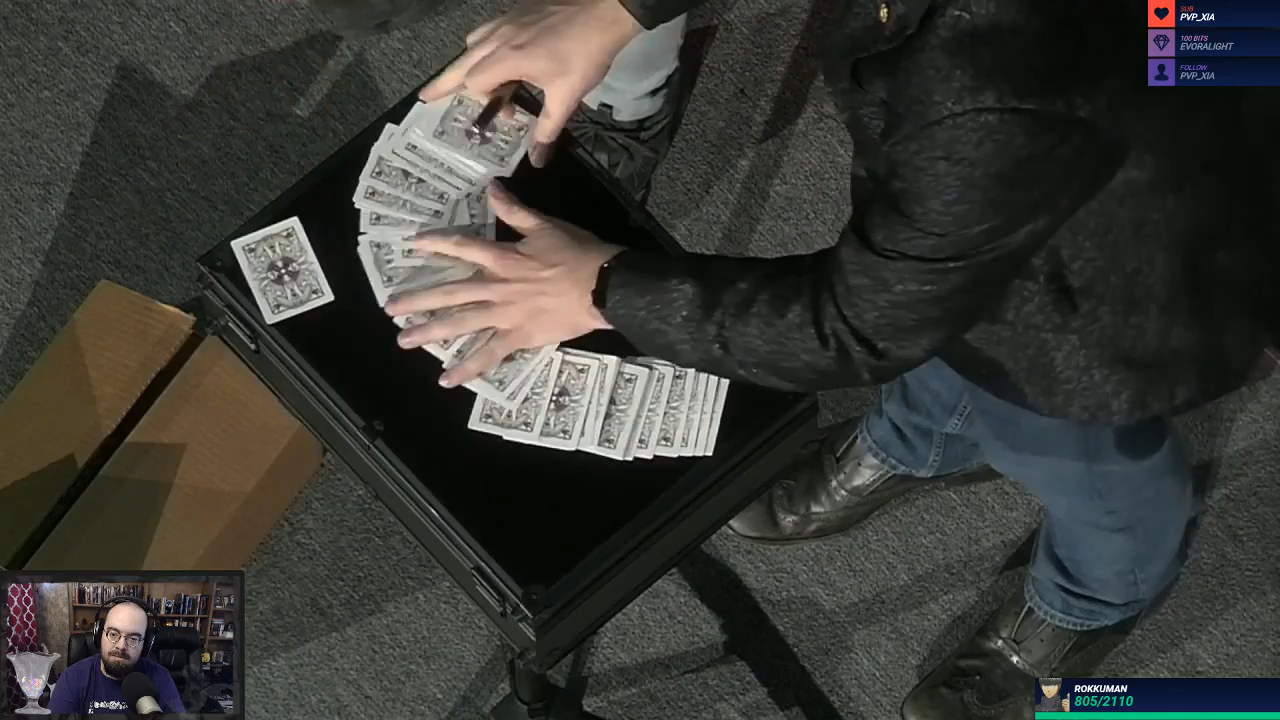 SUB
PVP_XIA
100 BITS
EVORALIGHT
FOLLOW
PVP_XIA
ROKKUMAN
805/2110